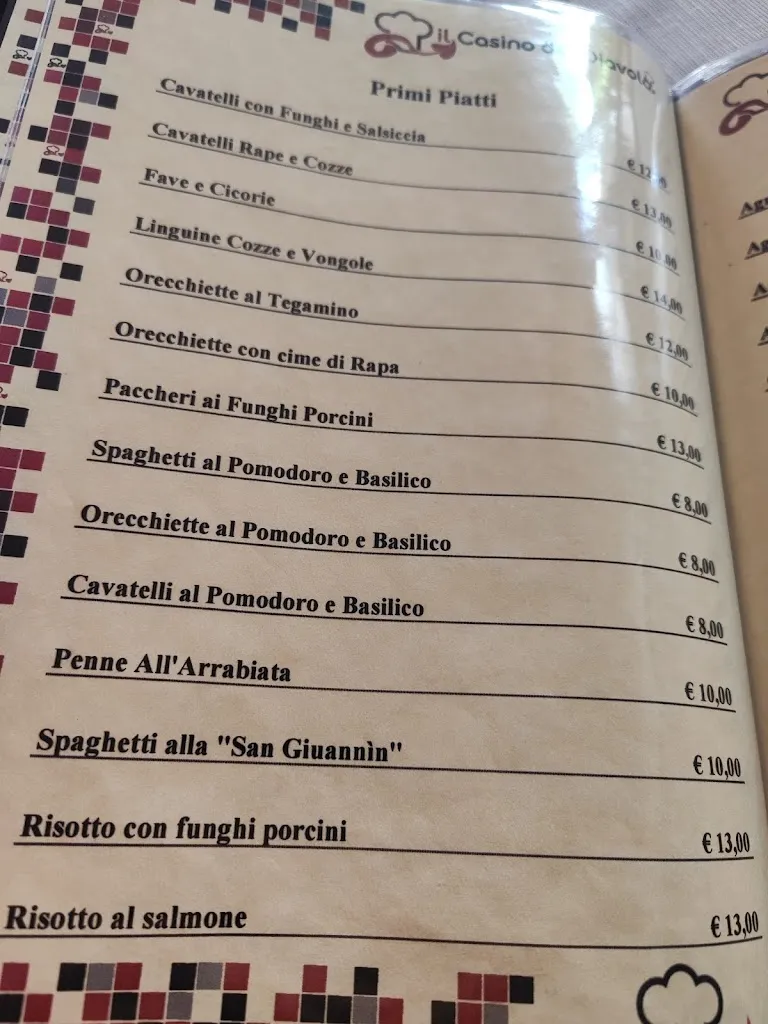 il Casino
Primi Piatti
Cavatelli con Funghi e Salsiccia
Cavatelli Rape e Cozze € 13,00
Fave e Cicorie € 10,00
Linguine Cozze e Vongole € 14,00
Orecchiette al Tegamino € 12,00
Orecchiette con cime di Rapa € 10,00
Paccheri ai Funghi Porcini € 13,00
Spaghetti al Pomodoro e Basilico € 8,00
Orecchiette al Pomodoro e Basilico € 8,00
Cavatelli al Pomodoro e Basilico € 8,00
Penne All'Arrabiata € 10,00
Spaghetti alla "San Giuannìn" € 10,00
Risotto con funghi porcini € 13,00
Risotto al salmone € 13,00